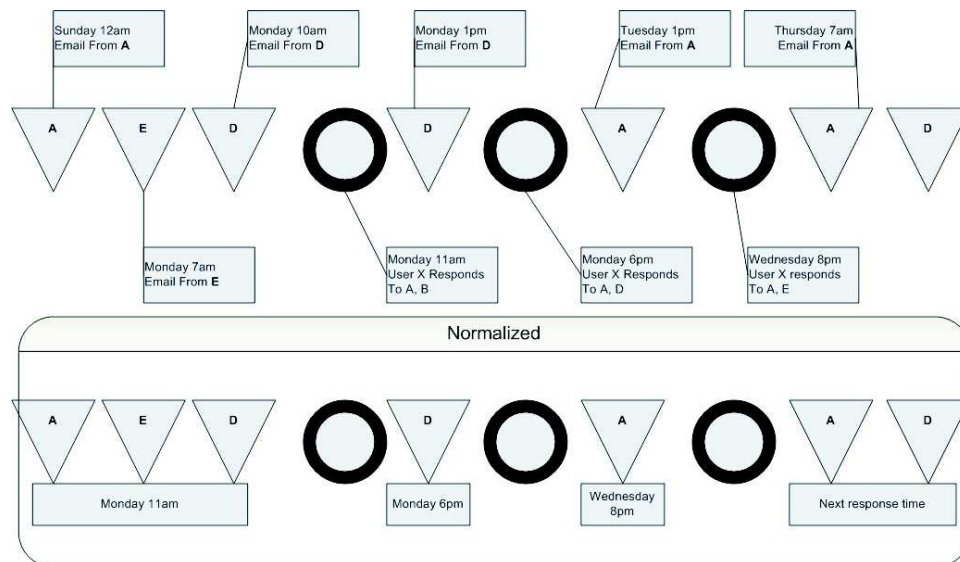 Sunday 12am
Email From A
Monday 10am
Email From D
Monday 1pm
Email From D
Tuesday 1pm
Email From A
Thursday 7am
Email From A
A
E
D
D
A
A
D
Monday 7am
Email From E
Monday 11am
User X Responds
To A, B
Monday 6pm
User X Responds
To A, D
Wednesday 8pm
User X responds
To A, E
Normalized
A
E
D
D
A
A
D
Monday 11am
Monday 6pm
Wednesday
8pm
Next response time